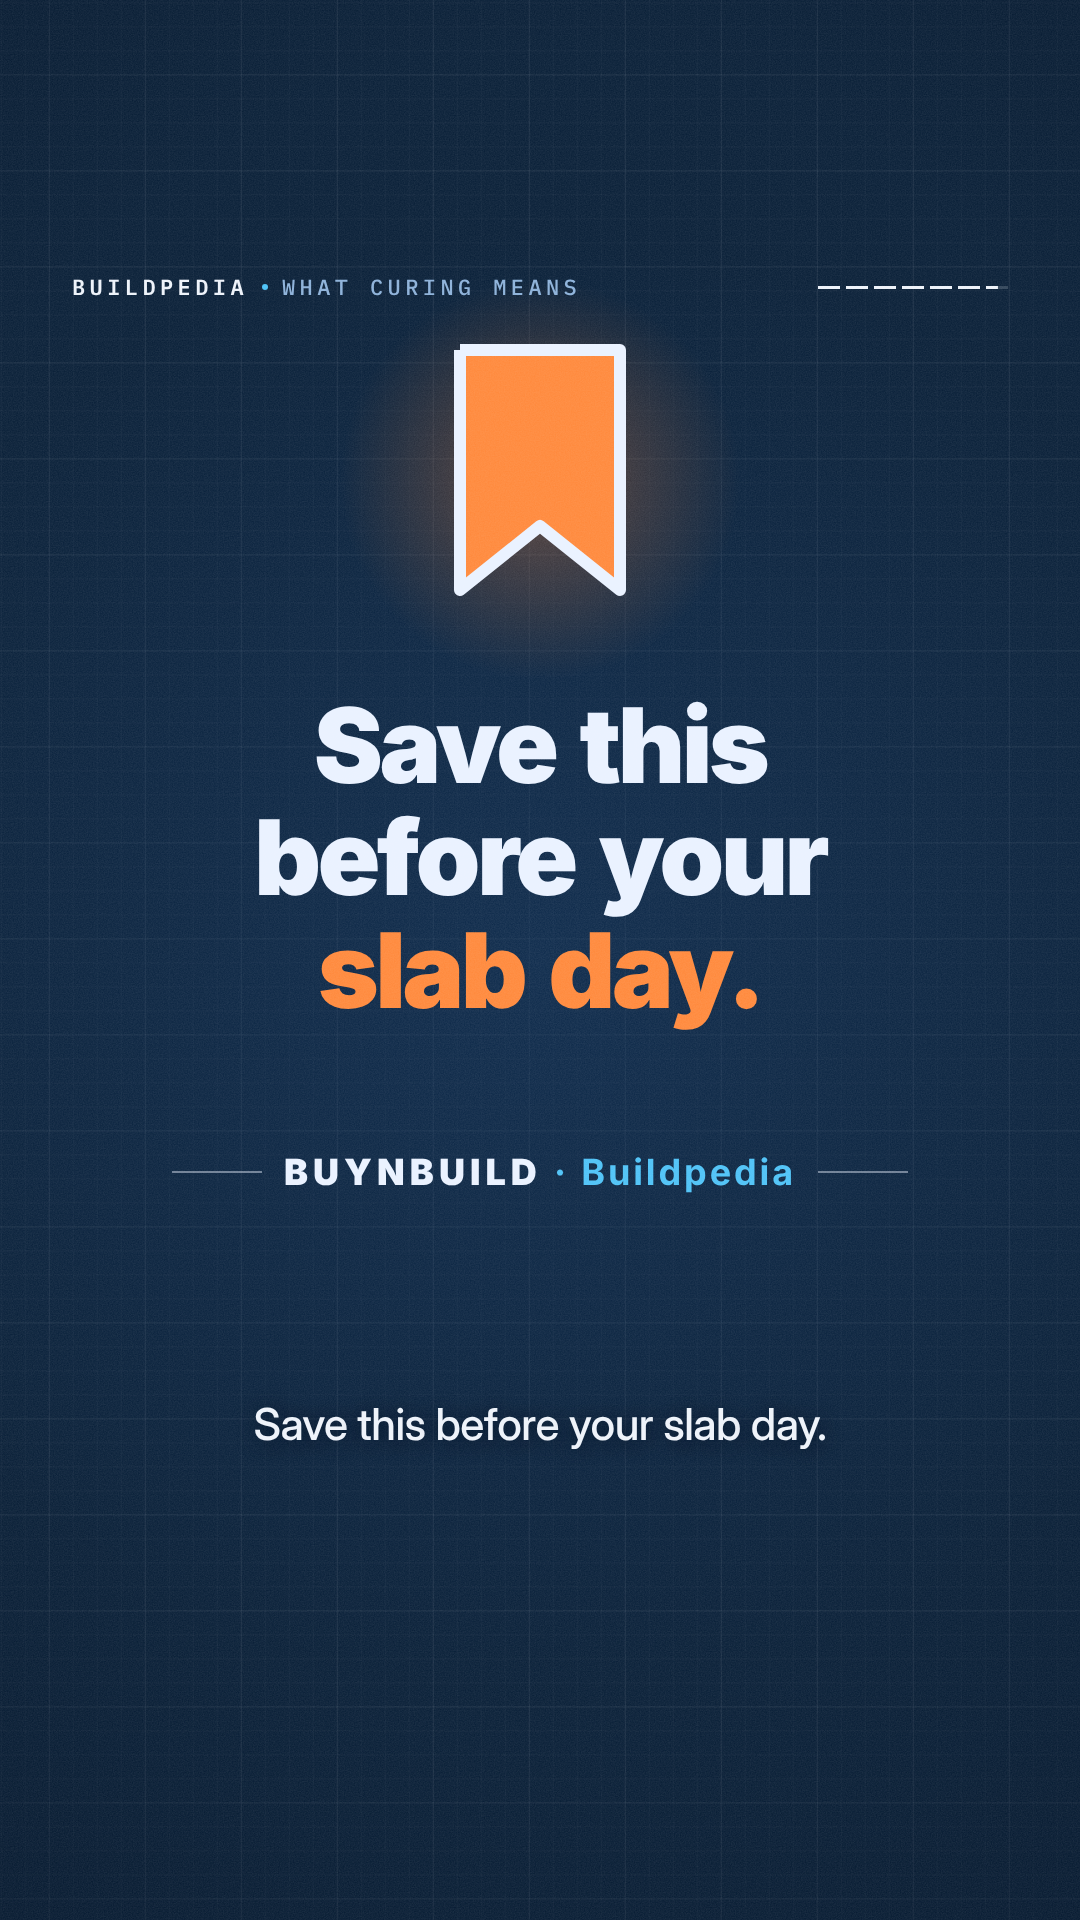 BUILDPEDIA • WHAT CURING MEANS
Save this
before your
slab day.
BUYNBUILD · Buildpedia
Save this before your slab day.